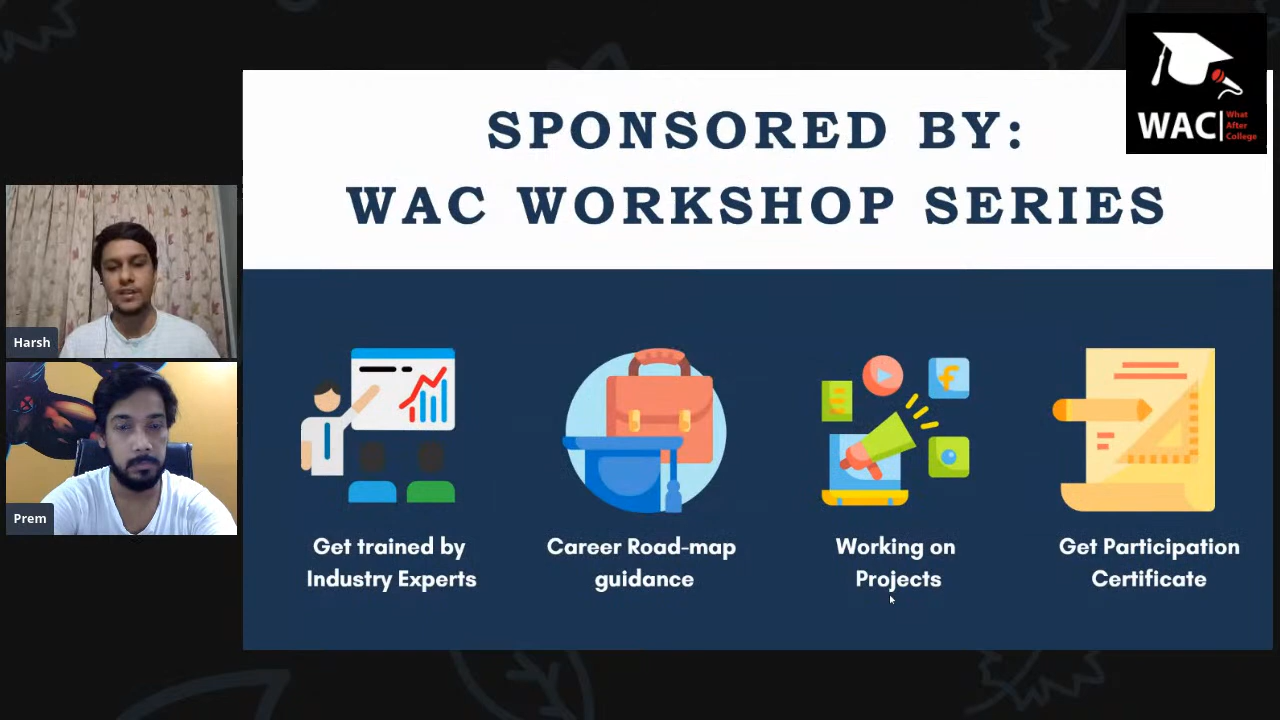 SPONSORED BY:
WAC WORKSHOP SERIES
WAC
What
After
College
Harsh
Prem
Get trained by
Industry Experts
Career Road-map
guidance
Working on
Projects
Get Participation
Certificate